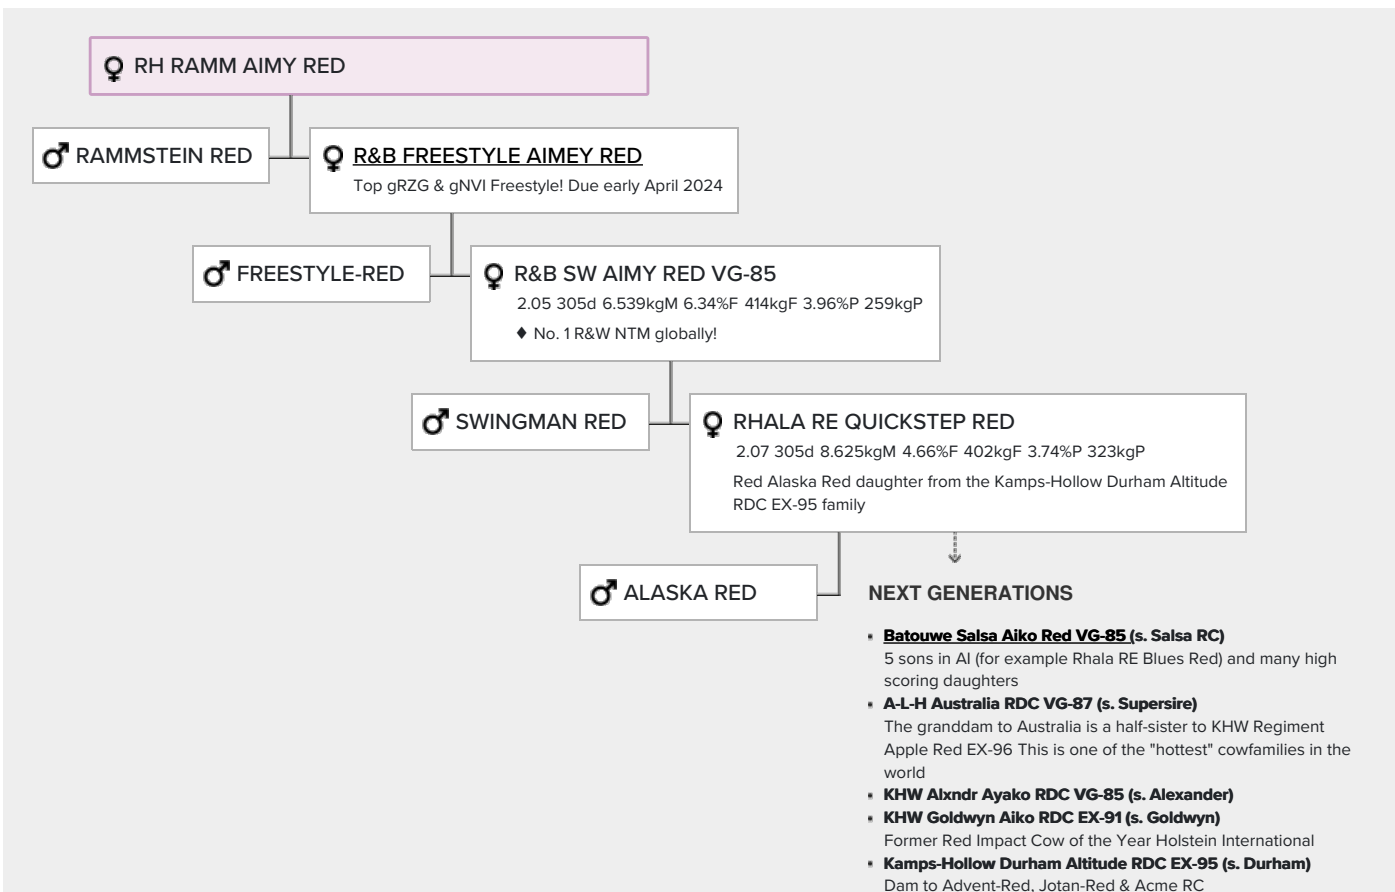 RH RAMM AIMY RED
RAMMSTEIN RED
R&B FREESTYLE AIMEY RED
Top gRZG & gNVI Freestyle! Due early April 2024
FREESTYLE-RED
R&B SW AIMY RED VG-85
2.05 305d 6.539kgM 6.34%F 414kgF 3.96%P 259kgP
♦ No. 1 R&W NTM globally!
SWINGMAN RED
RHALA RE QUICKSTEP RED
2.07 305d 8.625kgM 4.66%F 402kgF 3.74%P 323kgP
Red Alaska Red daughter from the Kamps-Hollow Durham Altitude
RDC EX-95 family
ALASKA RED
NEXT GENERATIONS
Batouwe Salsa Aiko Red VG-85 (s. Salsa RC)
5 sons in AI (for example Rhala RE Blues Red) and many high
scoring daughters
A-L-H Australia RDC VG-87 (s. Supersire)
The granddam to Australia is a half-sister to KHW Regiment
Apple Red EX-96 This is one of the "hottest" cowfamilies in the
world
KHW Alxndr Ayako RDC VG-85 (s. Alexander)
KHW Goldwyn Aiko RDC EX-91 (s. Goldwyn)
Former Red Impact Cow of the Year Holstein International
Kamps-Hollow Durham Altitude RDC EX-95 (s. Durham)
Dam to Advent-Red, Jotan-Red & Acme RC